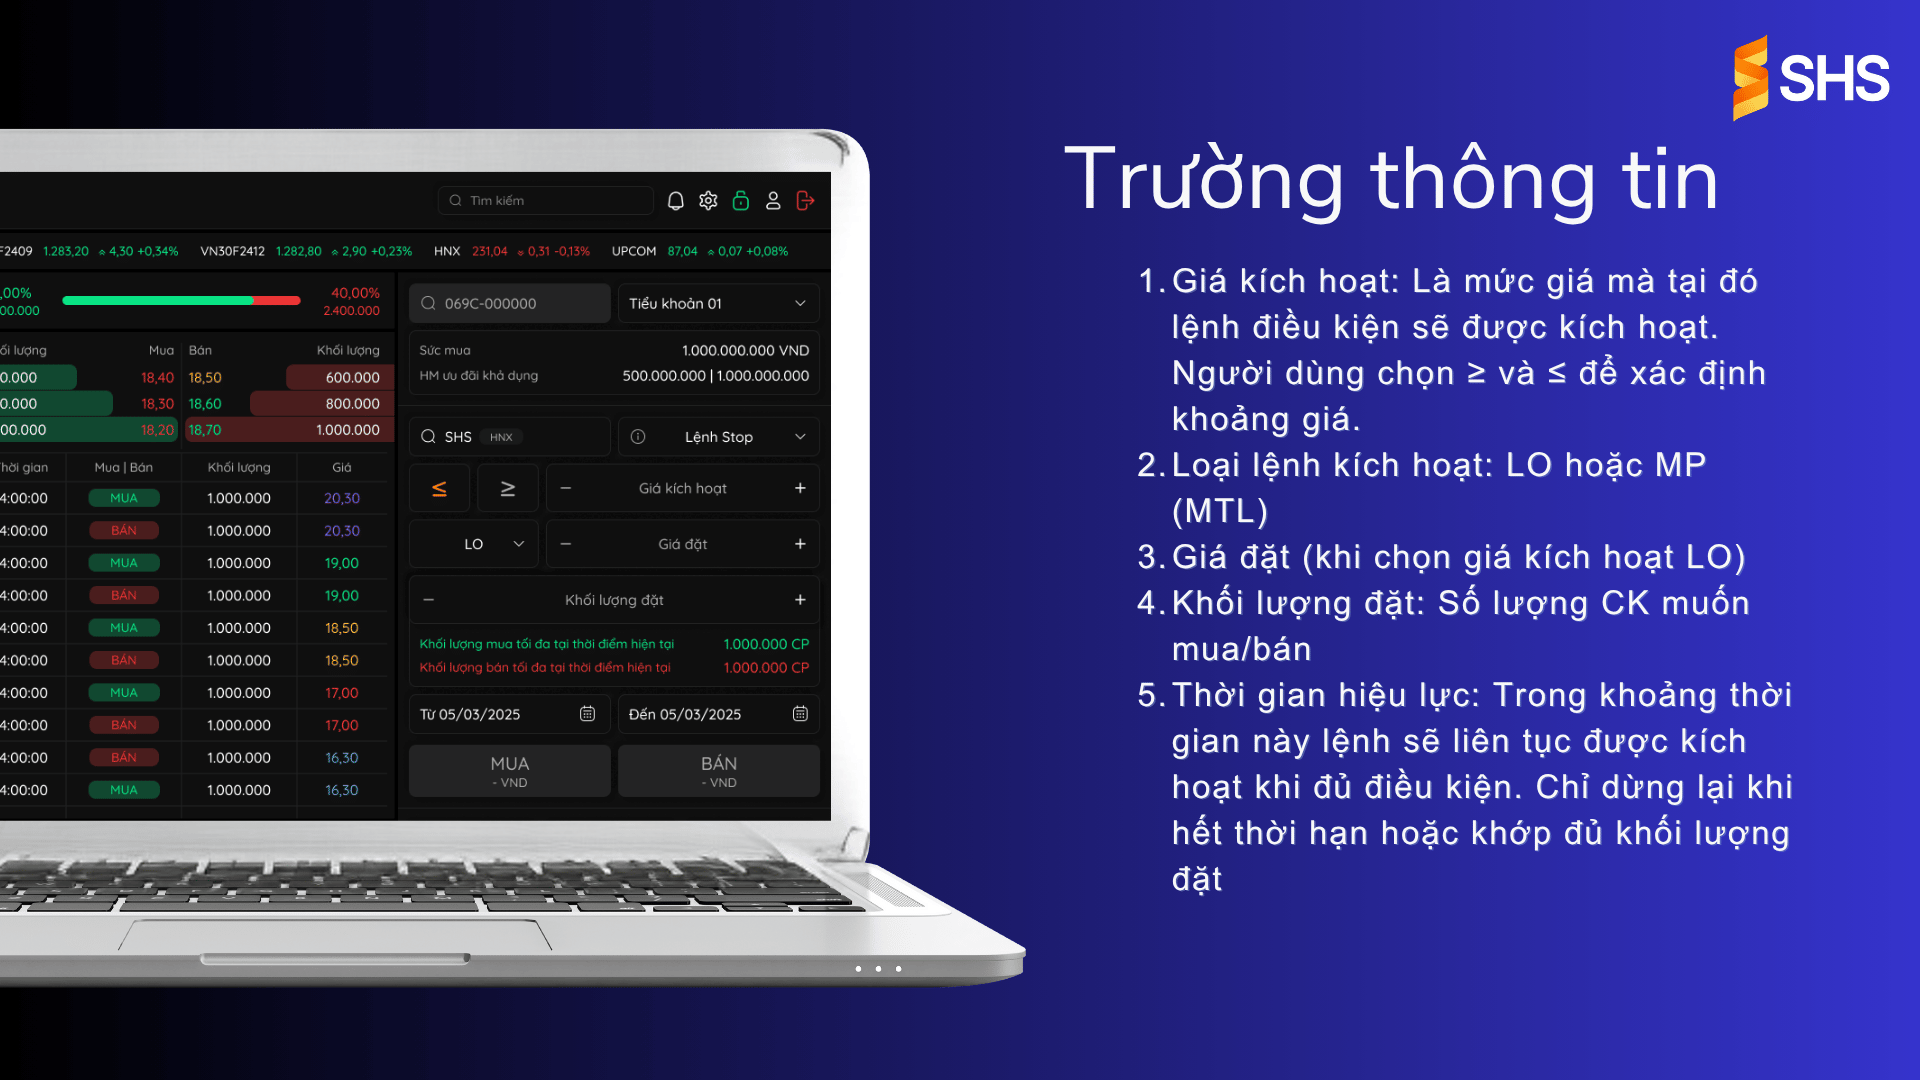 SHS
Trường thông tin
1. Giá kích hoạt: Là mức giá mà tại đó
lệnh điều kiện sẽ được kích hoạt.
Người dùng chọn ≥ và ≤ để xác định
khoảng giá.
2. Loại lệnh kích hoạt: LO hoặc MP
(MTL)
3. Giá đặt (khi chọn giá kích hoạt LO)
4. Khối lượng đặt: Số lượng CK muốn
mua/bán
5. Thời gian hiệu lực: Trong khoảng thời
gian này lệnh sẽ liên tục được kích
hoạt khi đủ điều kiện. Chỉ dừng lại khi
hết thời hạn hoặc khớp đủ khối lượng
đặt
Tìm kiếm
F2409 1.283,20 4,30 +0,34% VN30F2412 1.282,80 2,90 +0,23% HNX 231,04 0,31 -0,13% UPCOM 87,04 0,07 +0,08%
,00% 40,00%
00.000 2.400.000
ối lượng Mua Bán Khối lượng
0.000 18,40 18,50 600.000
0.000 18,30 18,60 800.000
00.000 18,20 18,70 1.000.000
hời gian Mua | Bán Khối lượng Giá
4:00:00 MUA 1.000.000 20,30
4:00:00 BÁN 1.000.000 20,30
4:00:00 MUA 1.000.000 19,00
4:00:00 BÁN 1.000.000 19,00
4:00:00 MUA 1.000.000 18,50
4:00:00 BÁN 1.000.000 18,50
4:00:00 MUA 1.000.000 17,00
4:00:00 BÁN 1.000.000 17,00
4:00:00 BÁN 1.000.000 16,30
4:00:00 MUA 1.000.000 16,30
069C-000000 Tiểu khoản 01
Sức mua 1.000.000.000 VND
HM ưu đãi khả dụng 500.000.000 | 1.000.000.000
SHS HNX Lệnh Stop
≤ ≥ − Giá kích hoạt +
LO − Giá đặt +
− Khối lượng đặt +
Khối lượng mua tối đa tại thời điểm hiện tại 1.000.000 CP
Khối lượng bán tối đa tại thời điểm hiện tại 1.000.000 CP
Từ 05/03/2025 Đến 05/03/2025
MUA BÁN
- VND - VND